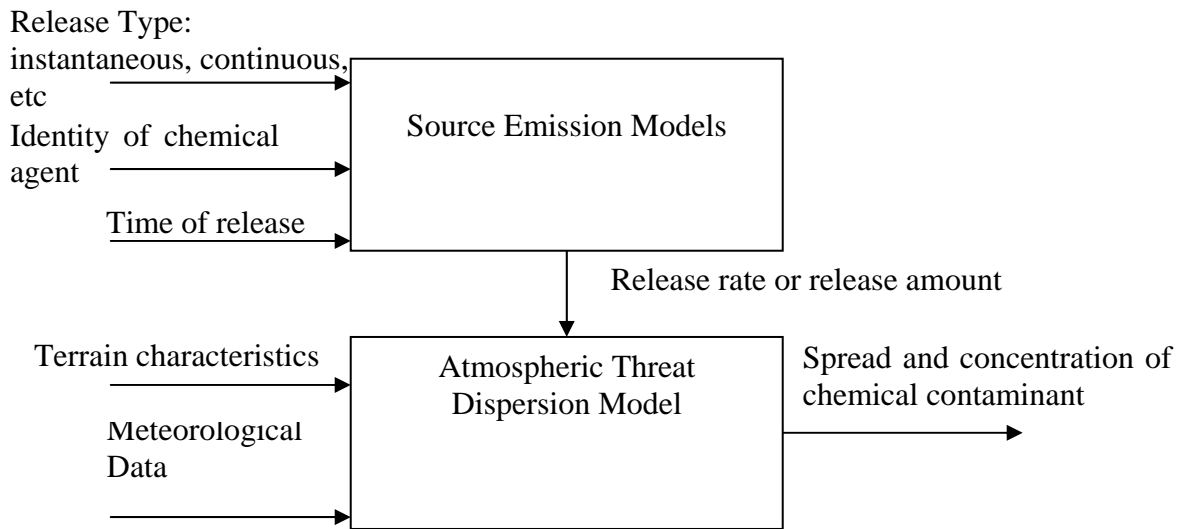 Release Type:
instantaneous, continuous,
etc
Identity of chemical
agent
Time of release
Source Emission Models
Release rate or release amount
Terrain characteristics
Meteorological
Data
Atmospheric Threat
Dispersion Model
Spread and concentration of
chemical contaminant